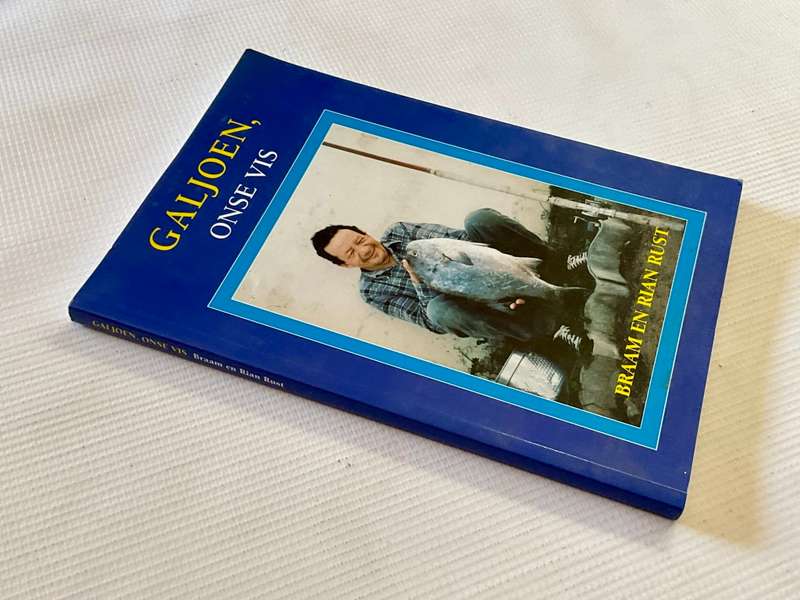 GALJOEN,
ONSE VIS
BRAAM EN RIAN RUST
GALJOEN, ONSE VIS Braam en Rian Rust